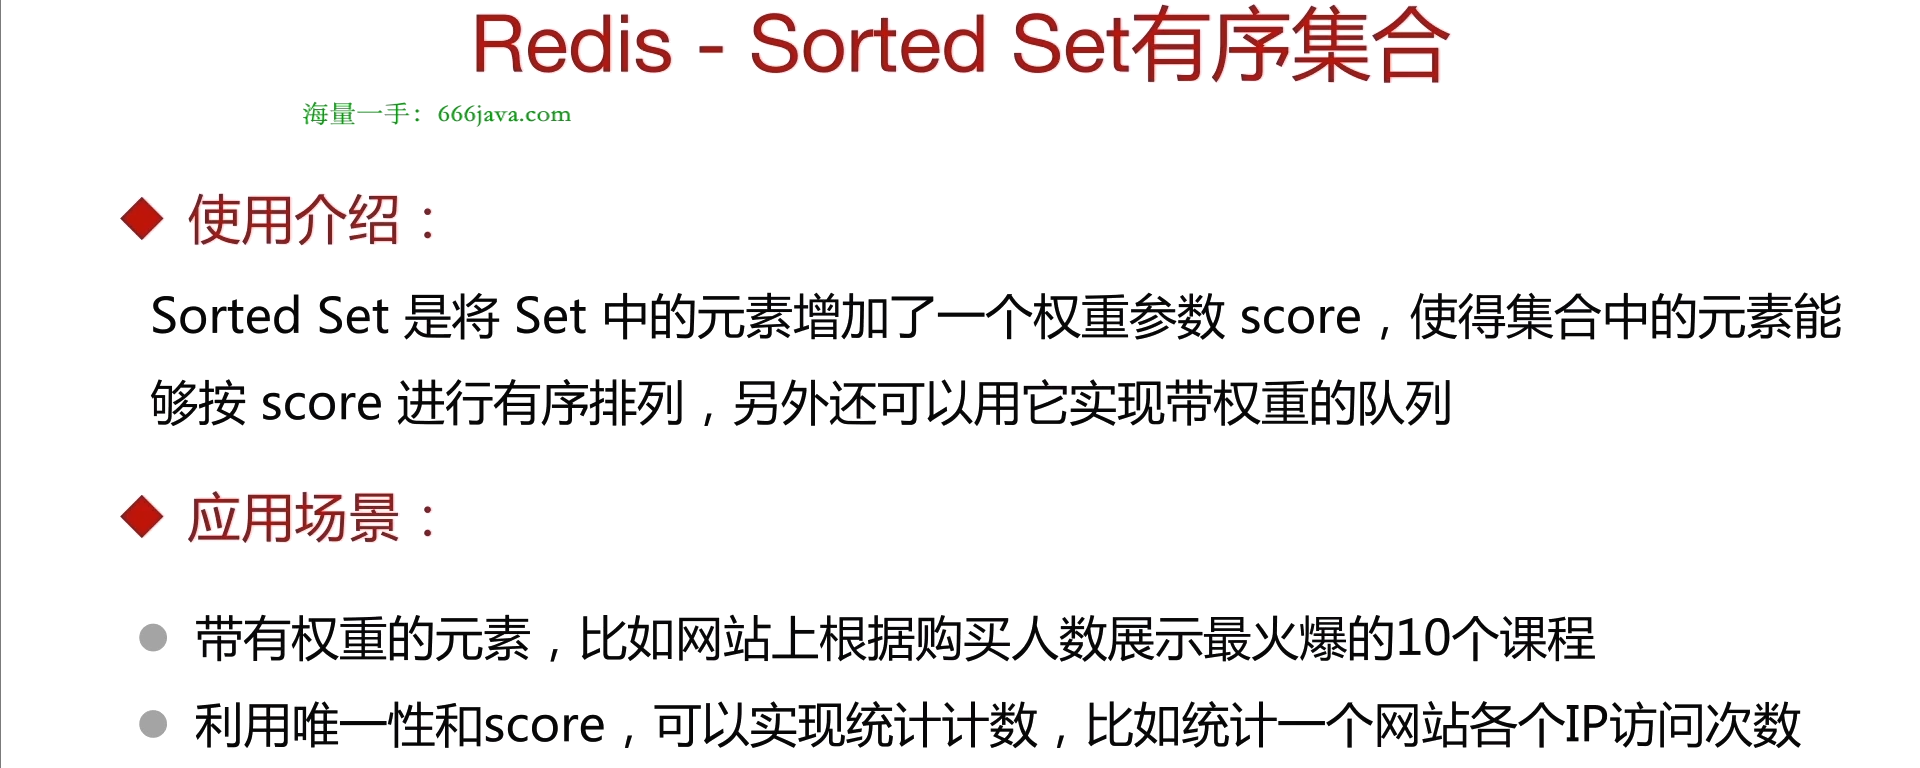 Redis - Sorted Set有序集合
海量一手：666java.com
使用介绍：
Sorted Set 是将 Set 中的元素增加了一个权重参数 score，使得集合中的元素能
够按 score 进行有序排列，另外还可以用它实现带权重的队列
应用场景：
带有权重的元素，比如网站上根据购买人数展示最火爆的10个课程
利用唯一性和score，可以实现统计计数，比如统计一个网站各个IP访问次数